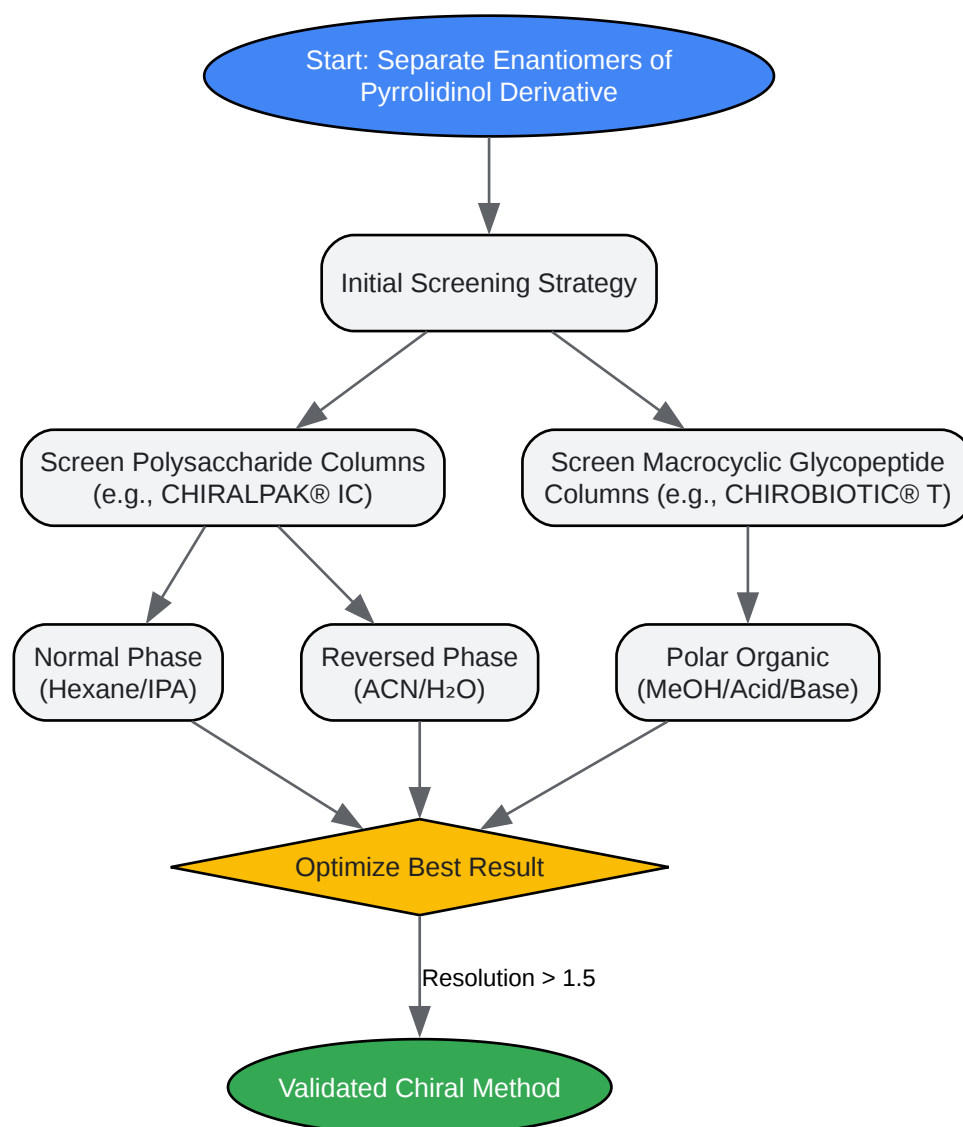 Start: Separate Enantiomers of
Pyrrolidinol Derivative
Initial Screening Strategy
Screen Polysaccharide Columns
(e.g., CHIRALPAK® IC)
Screen Macrocyclic Glycopeptide
Columns (e.g., CHIROBIOTIC® T)
Normal Phase
(Hexane/IPA)
Reversed Phase
(ACN/H₂O)
Polar Organic
(MeOH/Acid/Base)
Optimize Best Result
Resolution > 1.5
Validated Chiral Method